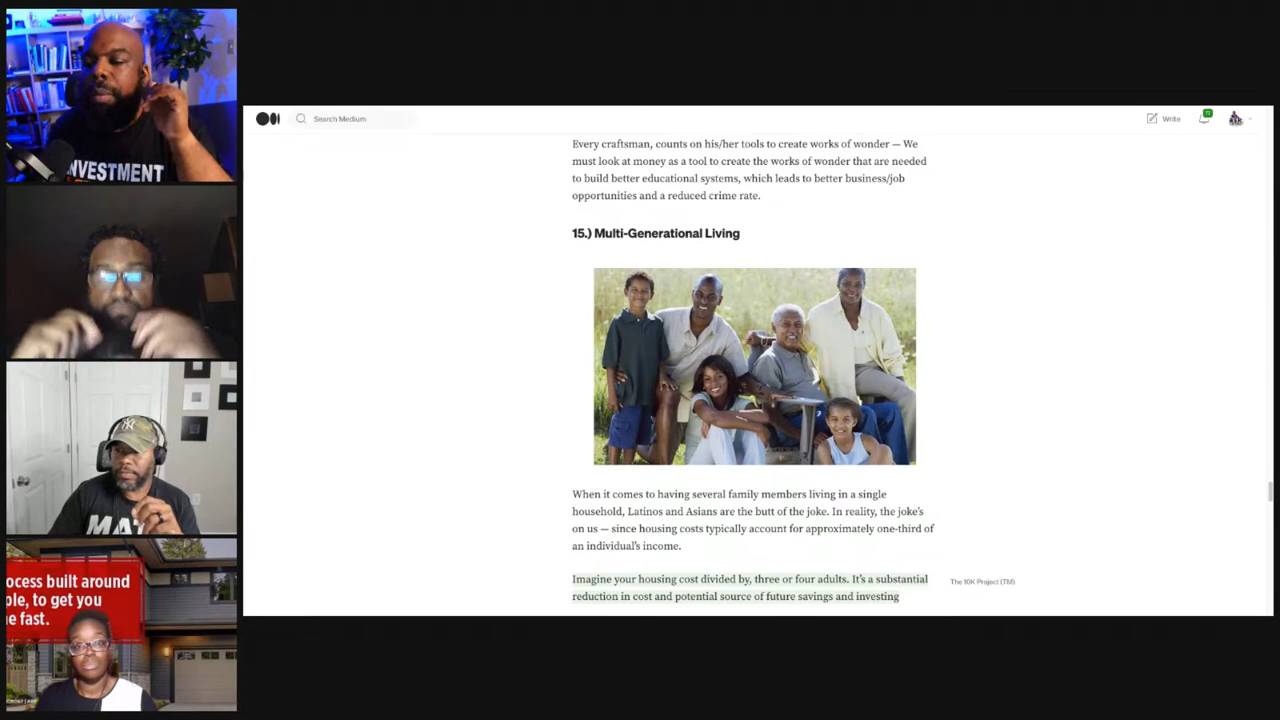 INVESTMENT
ocess built around
ple, to get you
e fast.
Search Medium
Write
Every craftsman, counts on his/her tools to create works of wonder — We
must look at money as a tool to create the works of wonder that are needed
to build better educational systems, which leads to better business/job
opportunities and a reduced crime rate.
15.) Multi-Generational Living
When it comes to having several family members living in a single
household, Latinos and Asians are the butt of the joke. In reality, the joke's
on us — since housing costs typically account for approximately one-third of
an individual's income.
Imagine your housing cost divided by, three or four adults. It's a substantial
reduction in cost and potential source of future savings and investing
The 10K Project (TM)